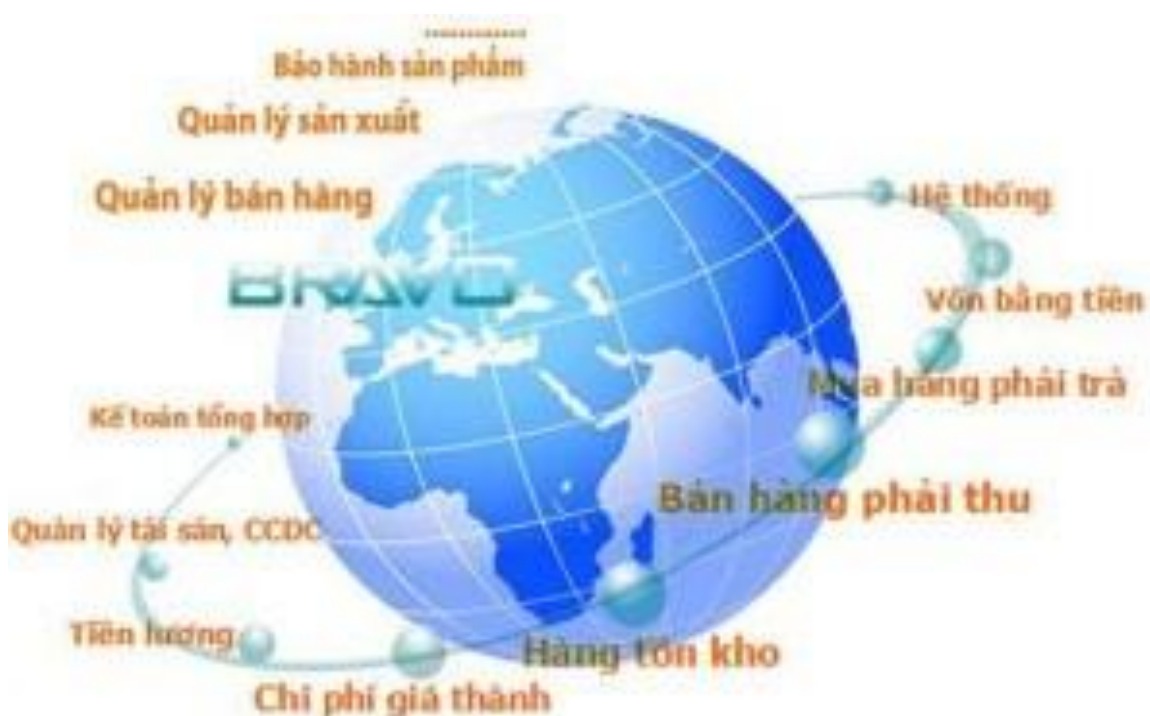 ............
Bảo hành sản phẩm
Quản lý sản xuất
Quản lý bán hàng
Hệ thống
BRAVO
Vốn bằng tiền
Mua hàng phải trả
Kế toán tổng hợp
Bán hàng phải thu
Quản lý tài sản, CCDC
Tiền lương
Hàng tồn kho
Chi phí giá thành